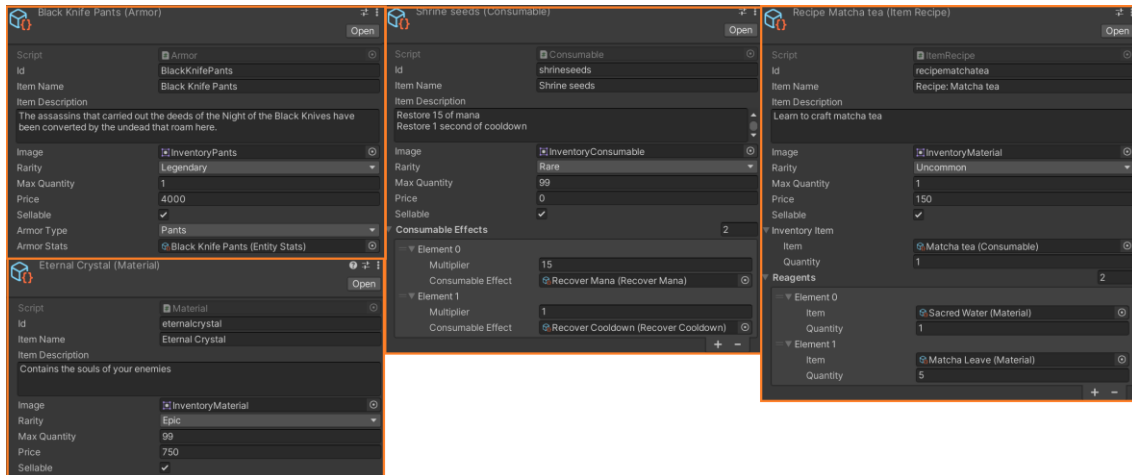 Black Knife Pants (Armor)
Open
Script
Armor
Id
BlackKnifePants
Item Name
Black Knife Pants
Item Description
The assassins that carried out the deeds of the Night of the Black Knives have
been converted by the undead that roam here.
Image
InventoryPants
Rarity
Legendary
Max Quantity
1
Price
4000
Sellable
Armor Type
Pants
Armor Stats
Black Knife Pants (Entity Stats)
Eternal Crystal (Material)
Open
Script
Material
Id
eternalcrystal
Item Name
Eternal Crystal
Item Description
Contains the souls of your enemies
Image
InventoryMaterial
Rarity
Epic
Max Quantity
99
Price
750
Sellable
Shrine seeds (Consumable)
Open
Script
Consumable
Id
shrineseeds
Item Name
Shrine seeds
Item Description
Restore 15 of mana
Restore 1 second of cooldown
Image
InventoryConsumable
Rarity
Rare
Max Quantity
99
Price
0
Sellable
Consumable Effects
2
Element 0
Multiplier
15
Consumable Effect
Recover Mana (Recover Mana)
Element 1
Multiplier
1
Consumable Effect
Recover Cooldown (Recover Cooldown)
Recipe Matcha tea (Item Recipe)
Open
Script
ItemRecipe
Id
recipematchatea
Item Name
Recipe: Matcha tea
Item Description
Learn to craft matcha tea
Image
InventoryMaterial
Rarity
Uncommon
Max Quantity
1
Price
150
Sellable
Inventory Item
Item
Matcha tea (Consumable)
Quantity
1
Reagents
2
Element 0
Item
Sacred Water (Material)
Quantity
1
Element 1
Item
Matcha Leave (Material)
Quantity
5